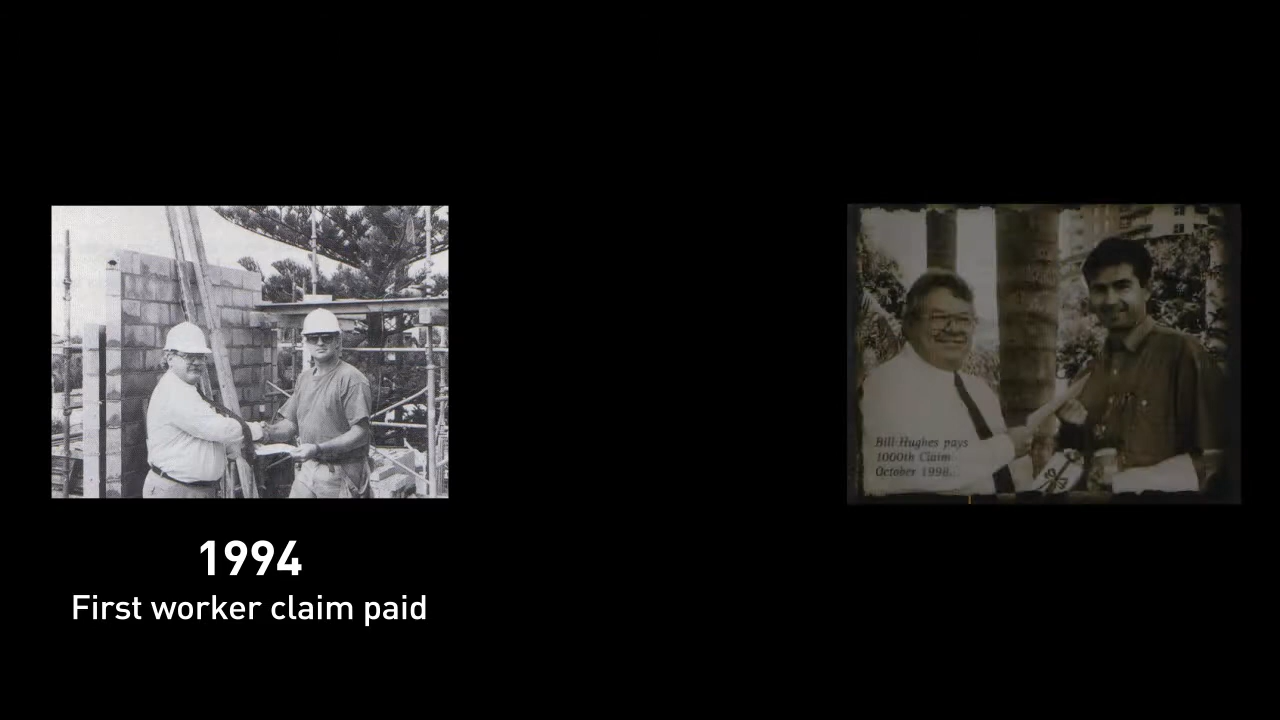 1994
First worker claim paid
Bill Hughes pays
1000th Claim
October 1998...